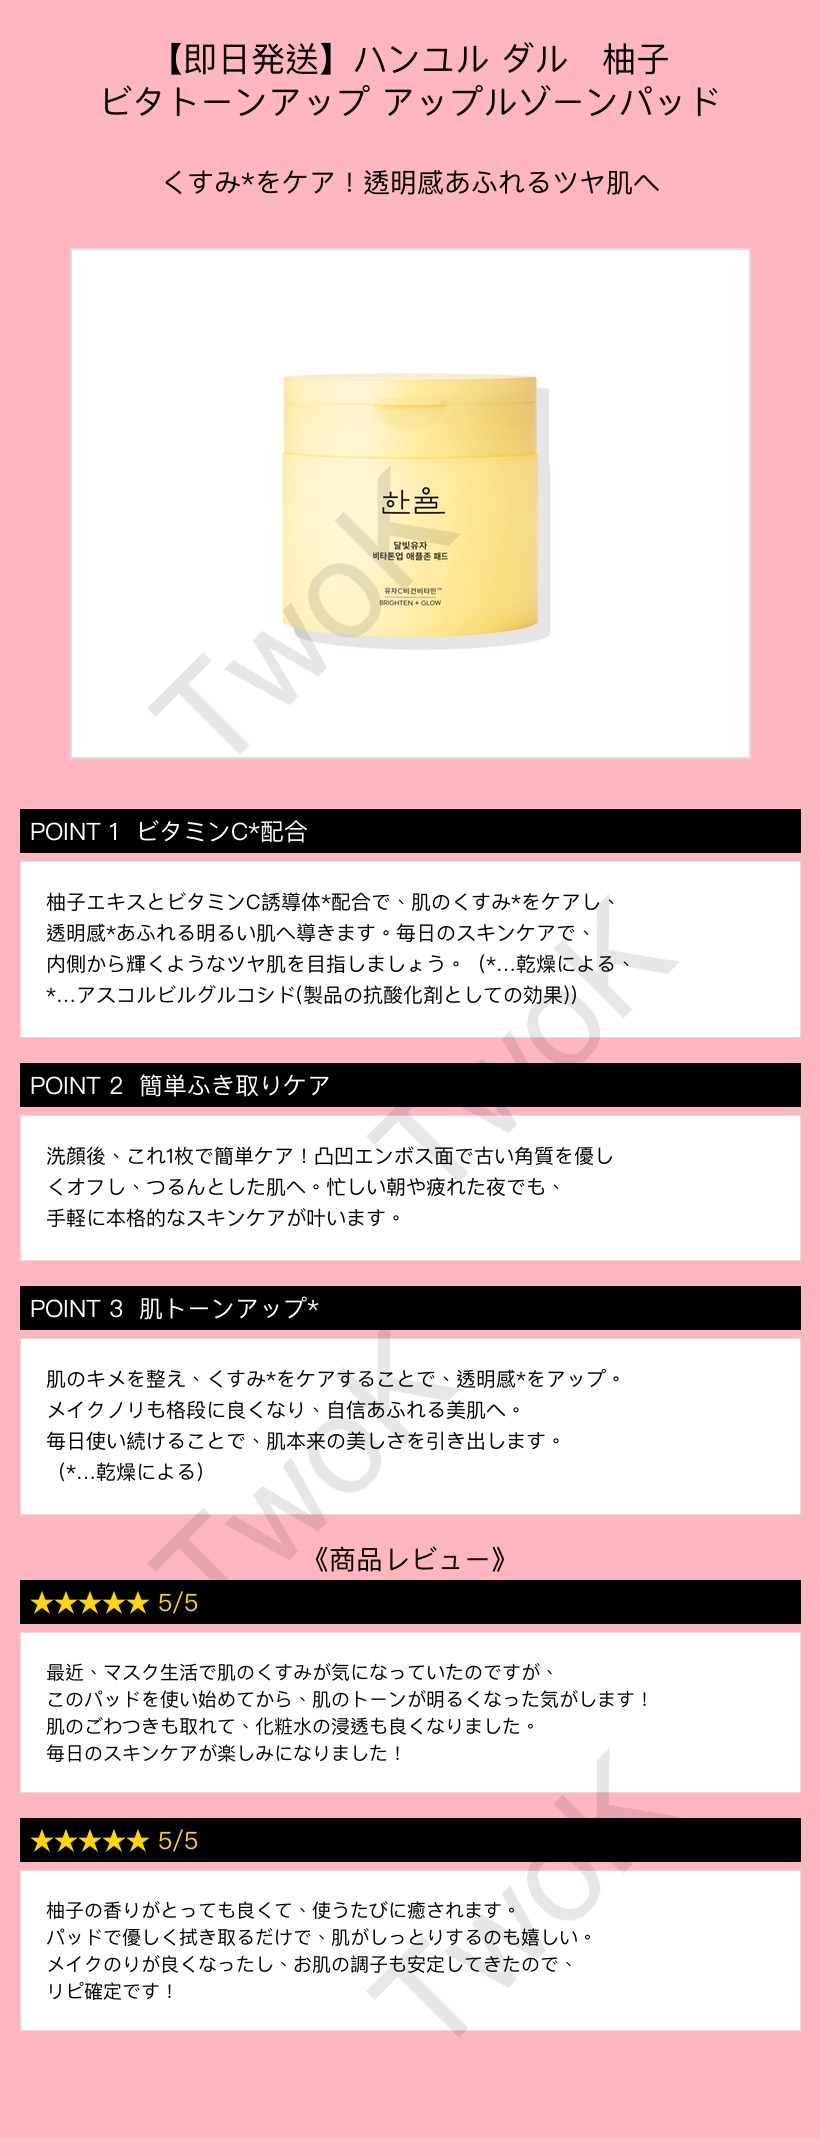 【即日発送】ハンユル ダル　柚子
ビタトーンアップ アップルゾーンパッド
くすみ*をケア！透明感あふれるツヤ肌へ
한율
달빛유자
비타톤업 애플존 패드
유자C비건비타민™
BRIGHTEN + GLOW
TwoK
POINT 1 ビタミンC*配合
柚子エキスとビタミンC誘導体*配合で、肌のくすみ*をケアし、
透明感*あふれる明るい肌へ導きます。毎日のスキンケアで、
内側から輝くようなツヤ肌を目指しましょう。（*…乾燥による、
*…アスコルビルグルコシド(製品の抗酸化剤としての効果))
TwoK
POINT 2 簡単ふき取りケア
洗顔後、これ1枚で簡単ケア！凸凹エンボス面で古い角質を優し
くオフし、つるんとした肌へ。忙しい朝や疲れた夜でも、
手軽に本格的なスキンケアが叶います。
POINT 3 肌トーンアップ*
肌のキメを整え、くすみ*をケアすることで、透明感*をアップ。
メイクノリも格段に良くなり、自信あふれる美肌へ。
毎日使い続けることで、肌本来の美しさを引き出します。
（*…乾燥による）
TwoK
《商品レビュー》
★★★★★ 5/5
最近、マスク生活で肌のくすみが気になっていたのですが、
このパッドを使い始めてから、肌のトーンが明るくなった気がします！
肌のごわつきも取れて、化粧水の浸透も良くなりました。
毎日のスキンケアが楽しみになりました！
★★★★★ 5/5
柚子の香りがとっても良くて、使うたびに癒されます。
パッドで優しく拭き取るだけで、肌がしっとりするのも嬉しい。
メイクのりが良くなったし、お肌の調子も安定してきたので、
リピ確定です！
TwoK